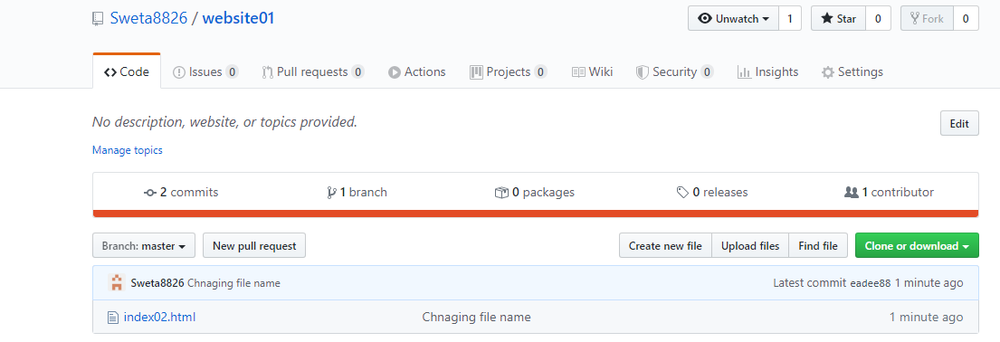 Sweta8826 / website01
Unwatch 1 Star 0 Fork 0
Code Issues 0 Pull requests 0 Actions Projects 0 Wiki Security 0 Insights Settings
No description, website, or topics provided.
Edit
Manage topics
2 commits 1 branch 0 packages 0 releases 1 contributor
Branch: master New pull request Create new file Upload files Find file Clone or download
Sweta8826 Chnaging file name Latest commit eadee88 1 minute ago
index02.html Chnaging file name 1 minute ago